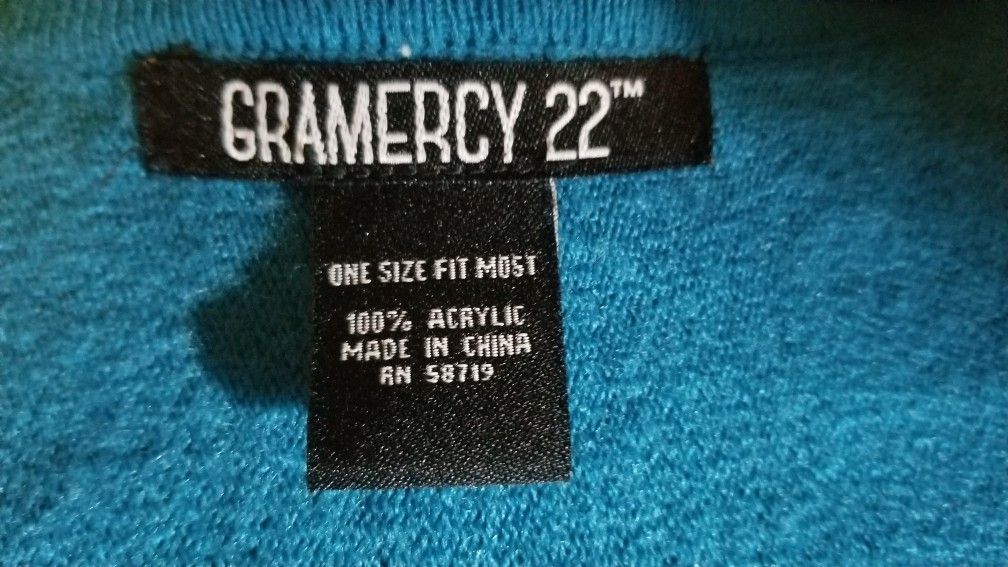 GRAMERCY 22™
ONE SIZE FIT MOST
100% ACRYLIC
MADE IN CHINA
RN 58719